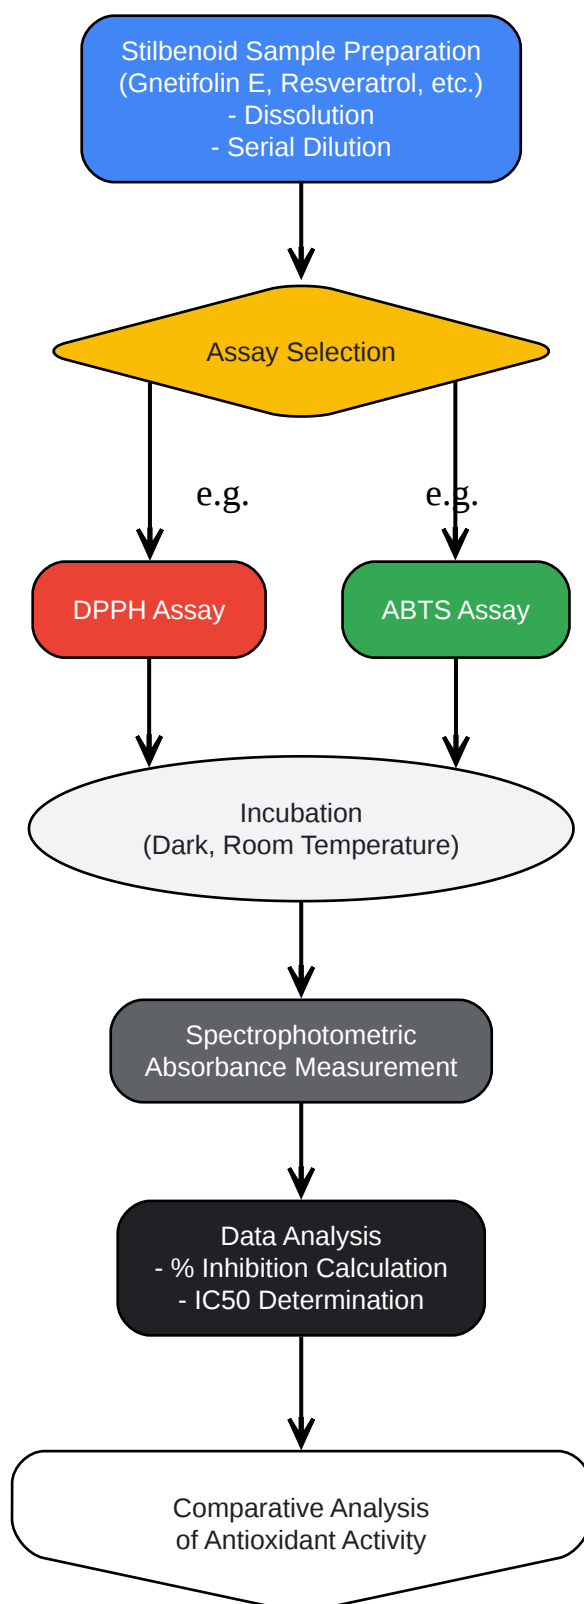 Stilbenoid Sample Preparation
(Gnetifolin E, Resveratrol, etc.)
- Dissolution
- Serial Dilution
Assay Selection
e.g.
e.g.
DPPH Assay
ABTS Assay
Incubation
(Dark, Room Temperature)
Spectrophotometric
Absorbance Measurement
Data Analysis
- % Inhibition Calculation
- IC50 Determination
Comparative Analysis
of Antioxidant Activity